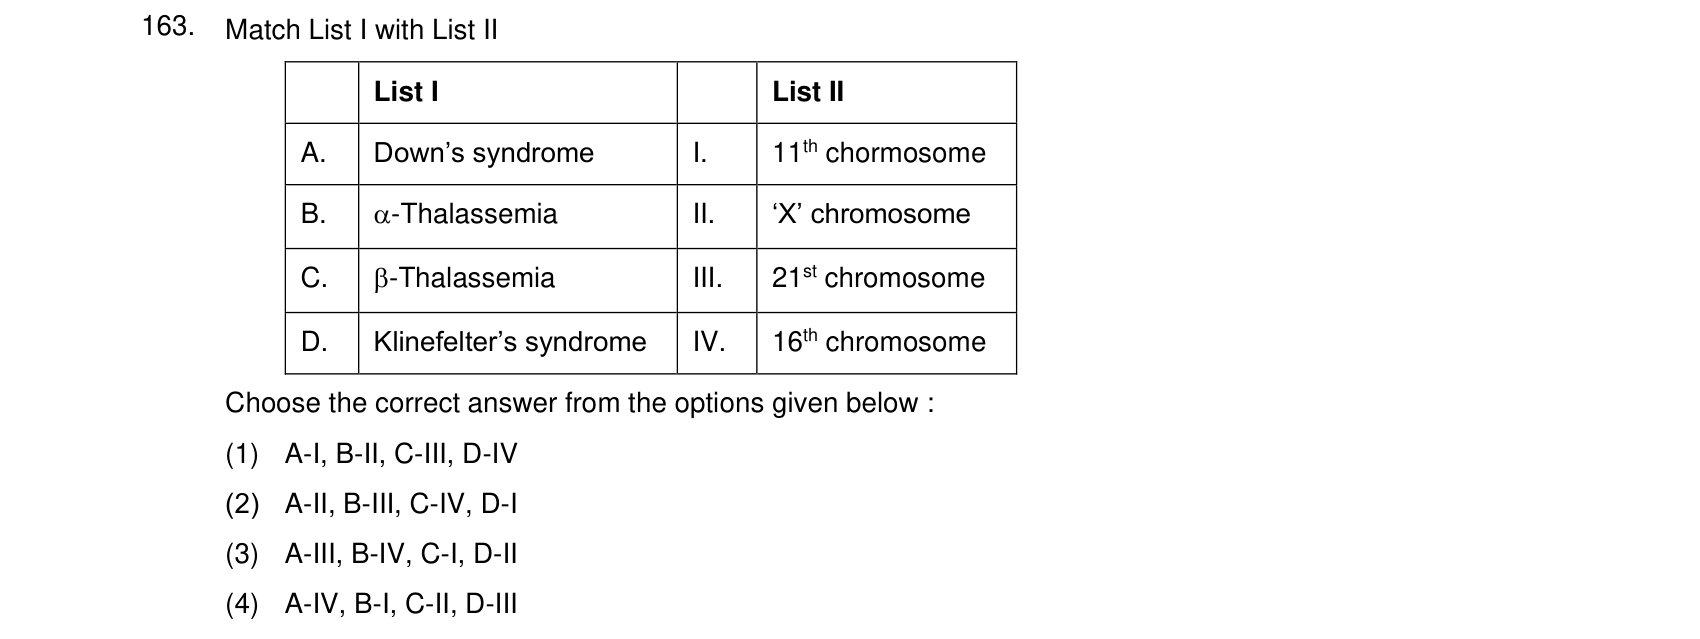 163. Match List I with List II
List I List II
A. Down’s syndrome I. 11th chormosome
B. α-Thalassemia II. ‘X’ chromosome
C. β-Thalassemia III. 21st chromosome
D. Klinefelter’s syndrome IV. 16th chromosome
Choose the correct answer from the options given below :
(1) A-I, B-II, C-III, D-IV
(2) A-II, B-III, C-IV, D-I
(3) A-III, B-IV, C-I, D-II
(4) A-IV, B-I, C-II, D-III